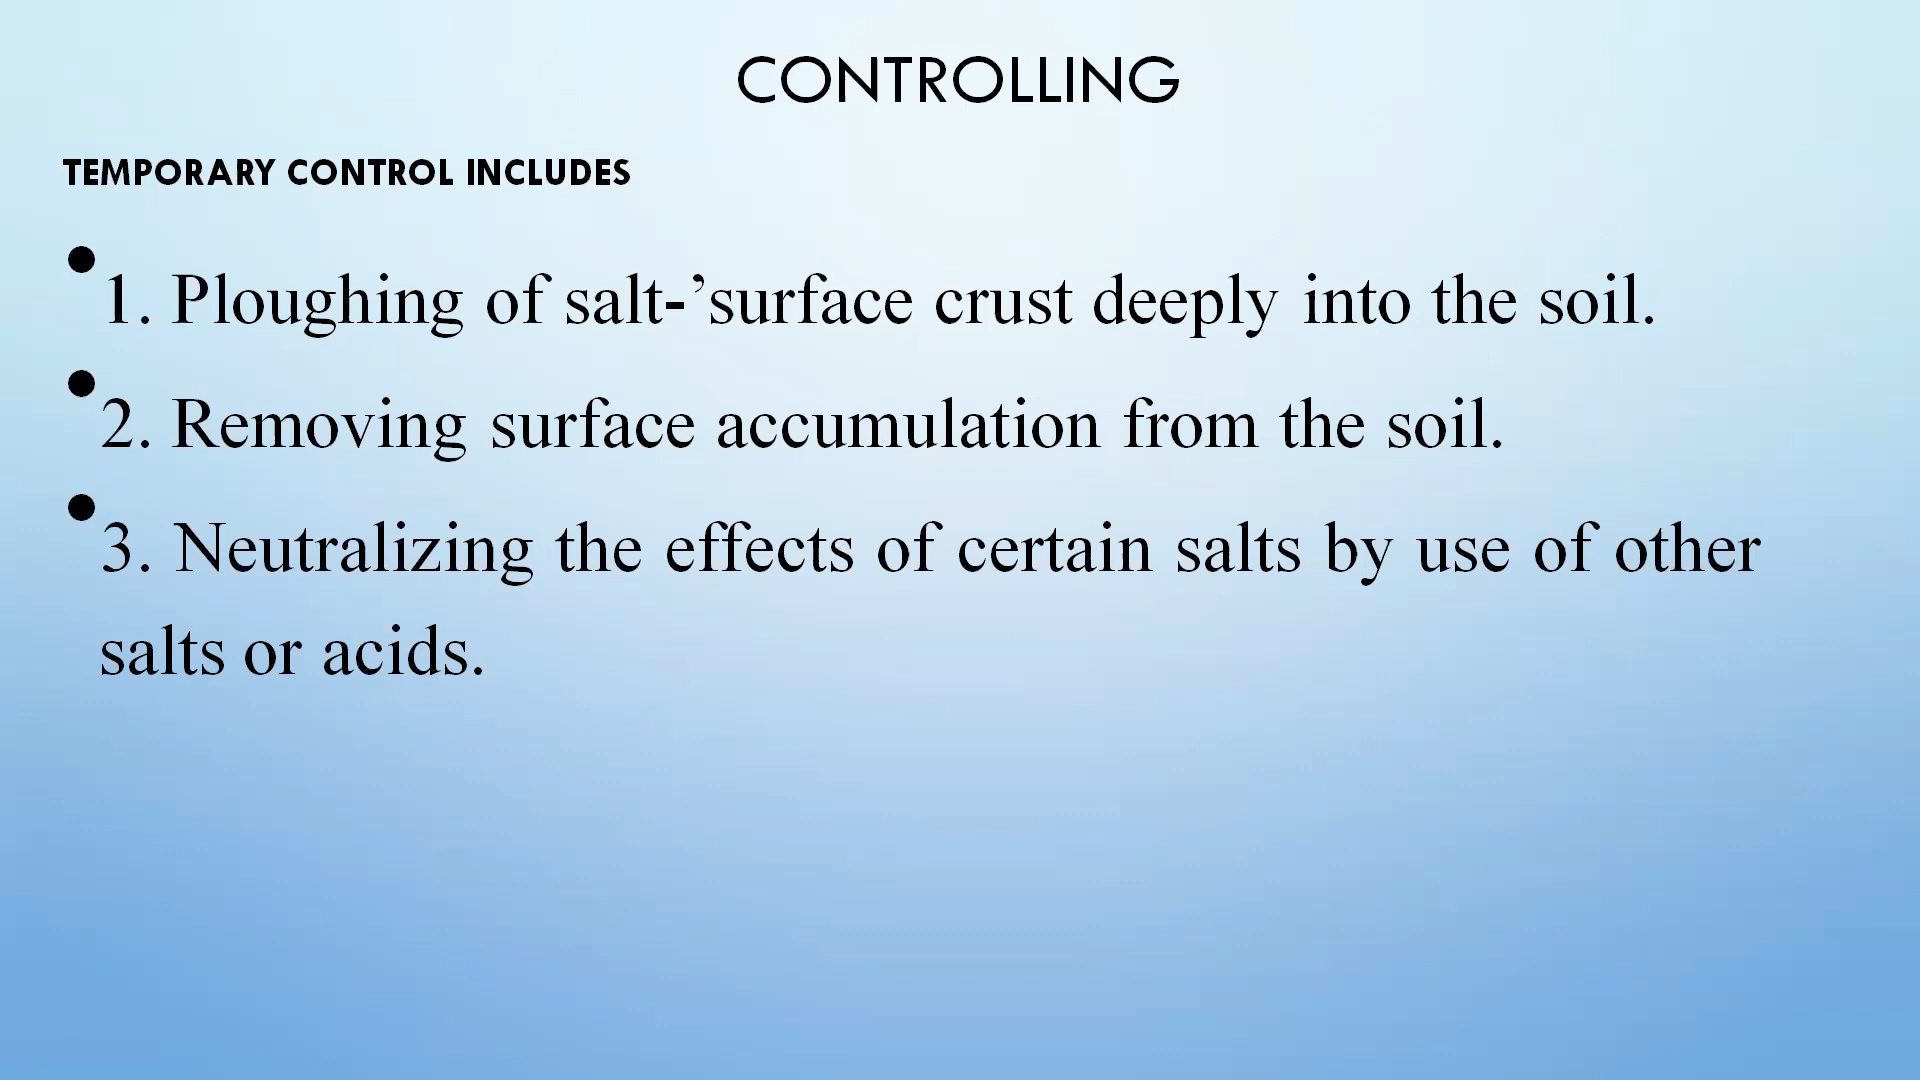 CONTROLLING
TEMPORARY CONTROL INCLUDES
• 1. Ploughing of salt-’surface crust deeply into the soil.
• 2. Removing surface accumulation from the soil.
• 3. Neutralizing the effects of certain salts by use of other
salts or acids.